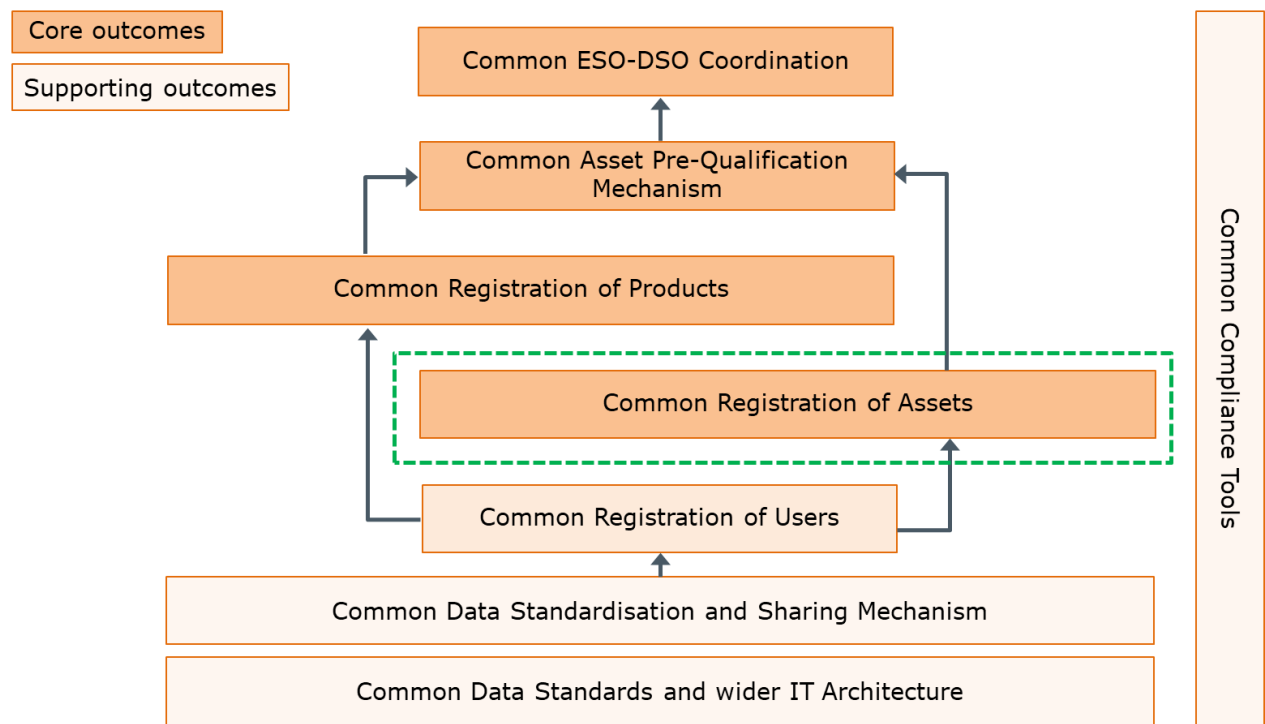 Core outcomes
Supporting outcomes
Common ESO-DSO Coordination
Common Asset Pre-Qualification
Mechanism
Common Registration of Products
Common Registration of Assets
Common Registration of Users
Common Data Standardisation and Sharing Mechanism
Common Data Standards and wider IT Architecture
Common Compliance Tools